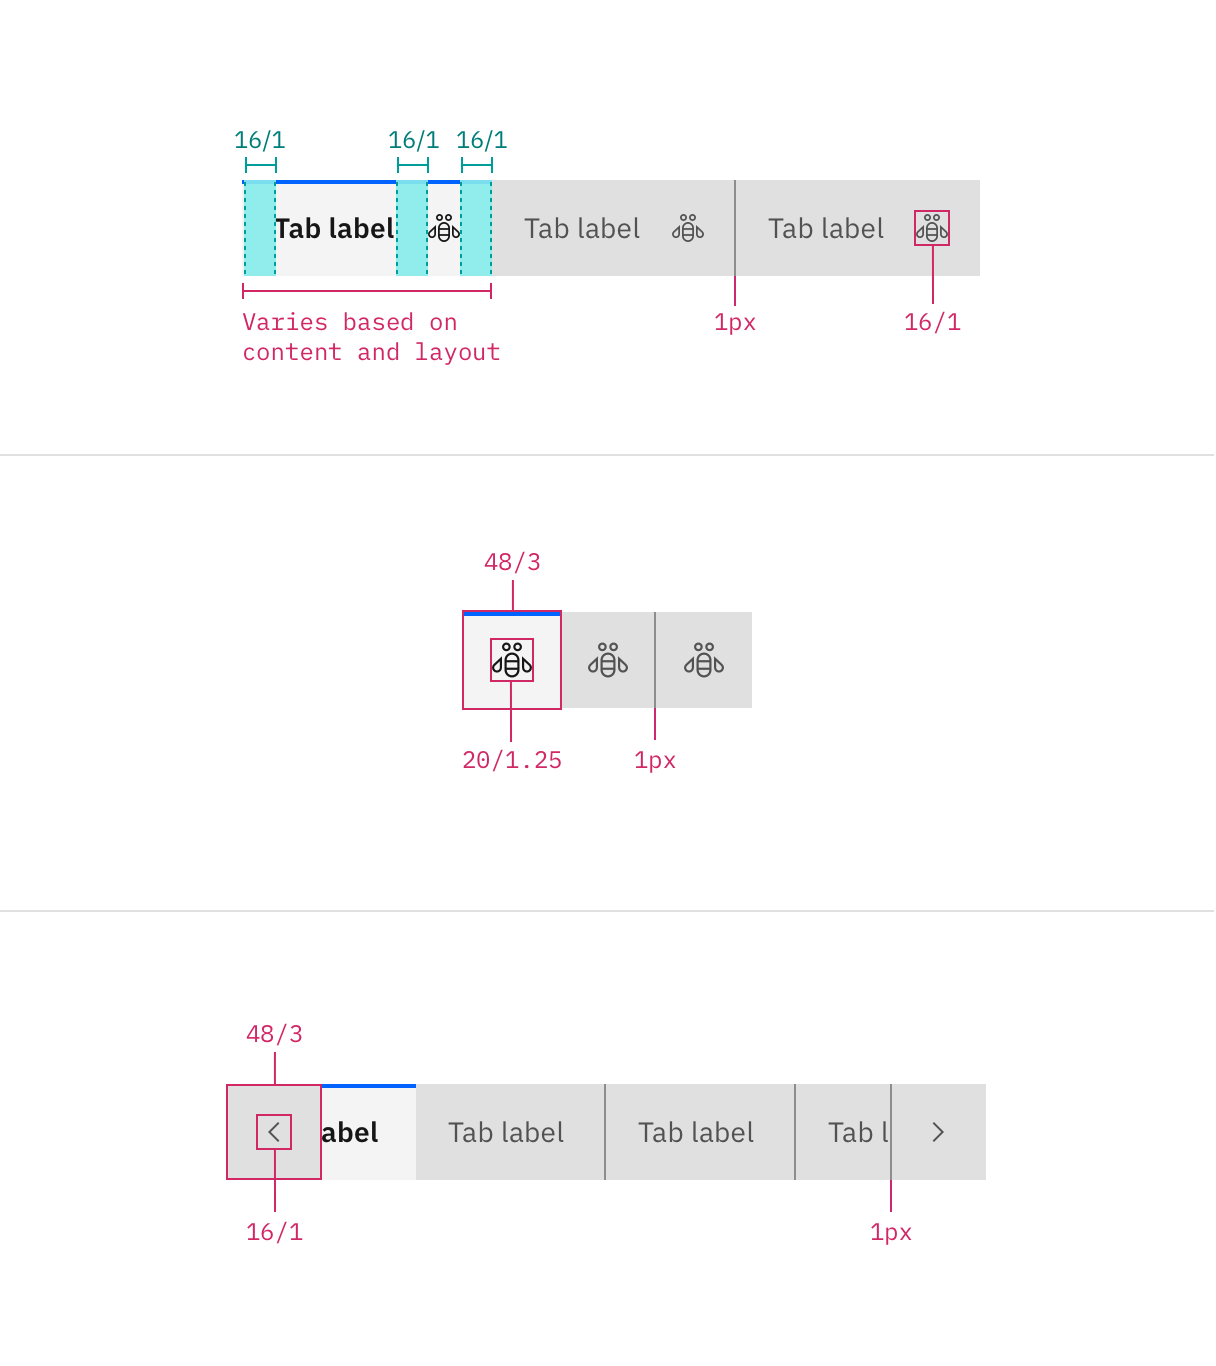 16/1 16/1 16/1
Tab label Tab label Tab label
Varies based on
content and layout
1px 16/1
48/3
20/1.25 1px
48/3
abel Tab label Tab label Tab l
16/1 1px